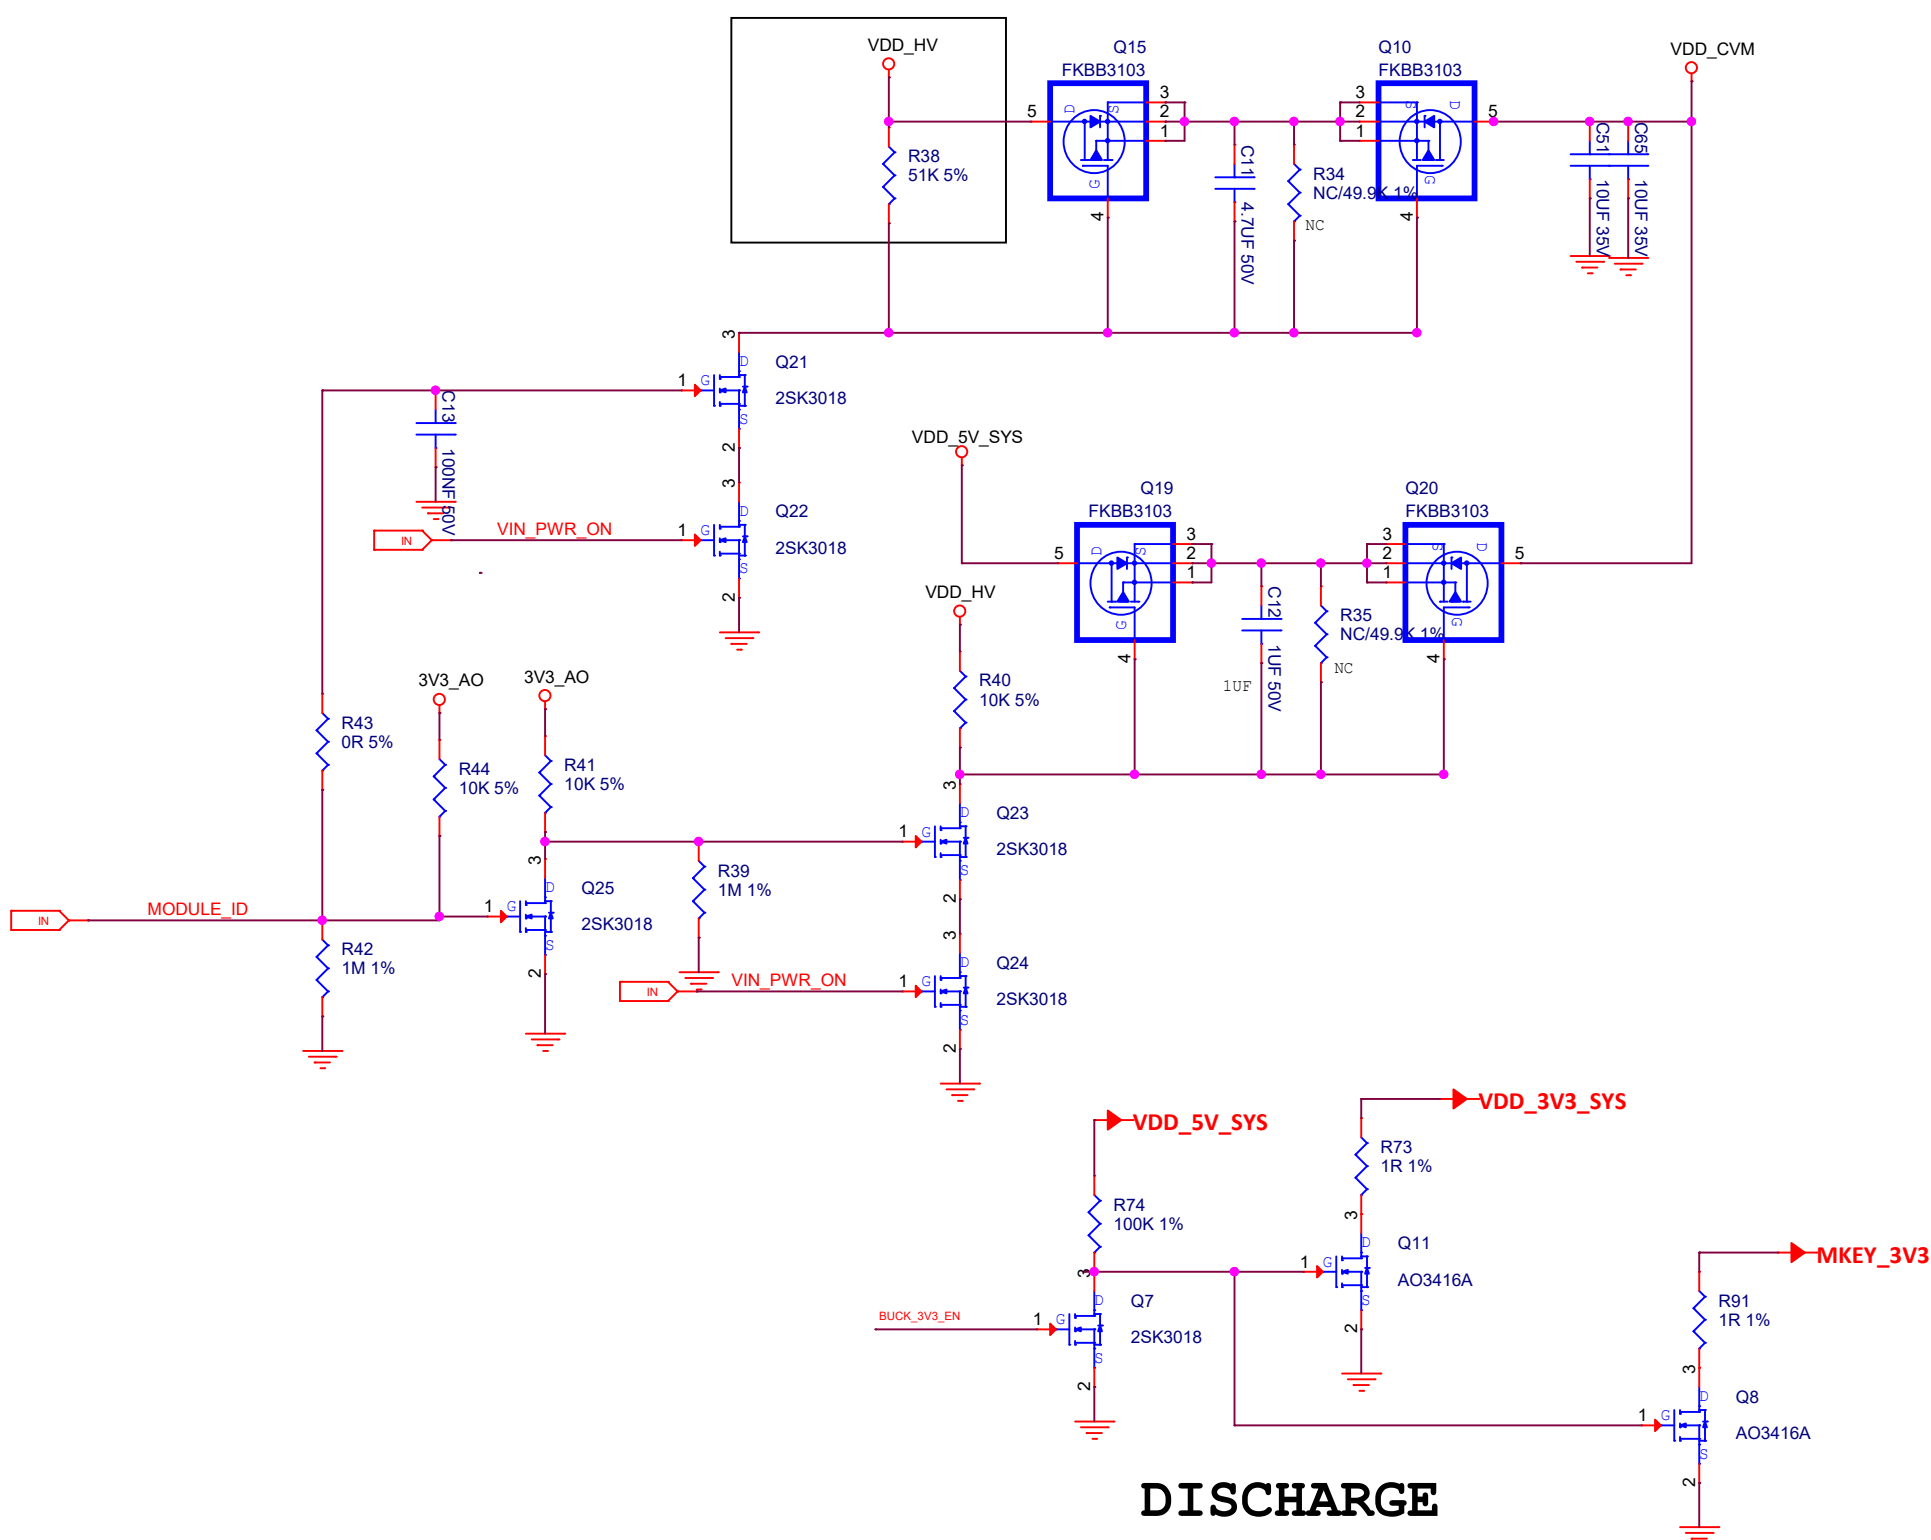 VDD_HV
Q15
FKBB3103
Q10
FKBB3103
VDD_CVM
5
D
S
G
3
2
1
4
3
2
1
S
D
G
5
4
R38
51K 5%
C11
4.7UF 50V
R34
NC/49.9K 1%
NC
C51
10UF 35V
C65
10UF 35V
3
D
1
G
S
2
Q21
2SK3018
C13
100NF 50V
3
D
1
G
S
2
Q22
2SK3018
IN
VIN_PWR_ON
VDD_5V_SYS
Q19
FKBB3103
Q20
FKBB3103
5
D
S
G
3
2
1
4
3
2
1
S
D
G
5
4
C12
1UF 50V
1UF
R35
NC/49.9K 1%
NC
VDD_HV
R40
10K 5%
3V3_AO
3V3_AO
R43
0R 5%
R44
10K 5%
R41
10K 5%
3
D
1
G
S
2
Q23
2SK3018
R39
1M 1%
3
D
1
G
S
2
Q25
2SK3018
IN
MODULE_ID
R42
1M 1%
3
D
1
G
S
2
Q24
2SK3018
IN
VIN_PWR_ON
VDD_5V_SYS
VDD_3V3_SYS
R73
1R 1%
R74
100K 1%
3
D
1
G
S
2
Q11
AO3416A
MKEY_3V3
BUCK_3V3_EN
3
D
1
G
S
2
Q7
2SK3018
R91
1R 1%
3
D
1
G
S
2
Q8
AO3416A
DISCHARGE